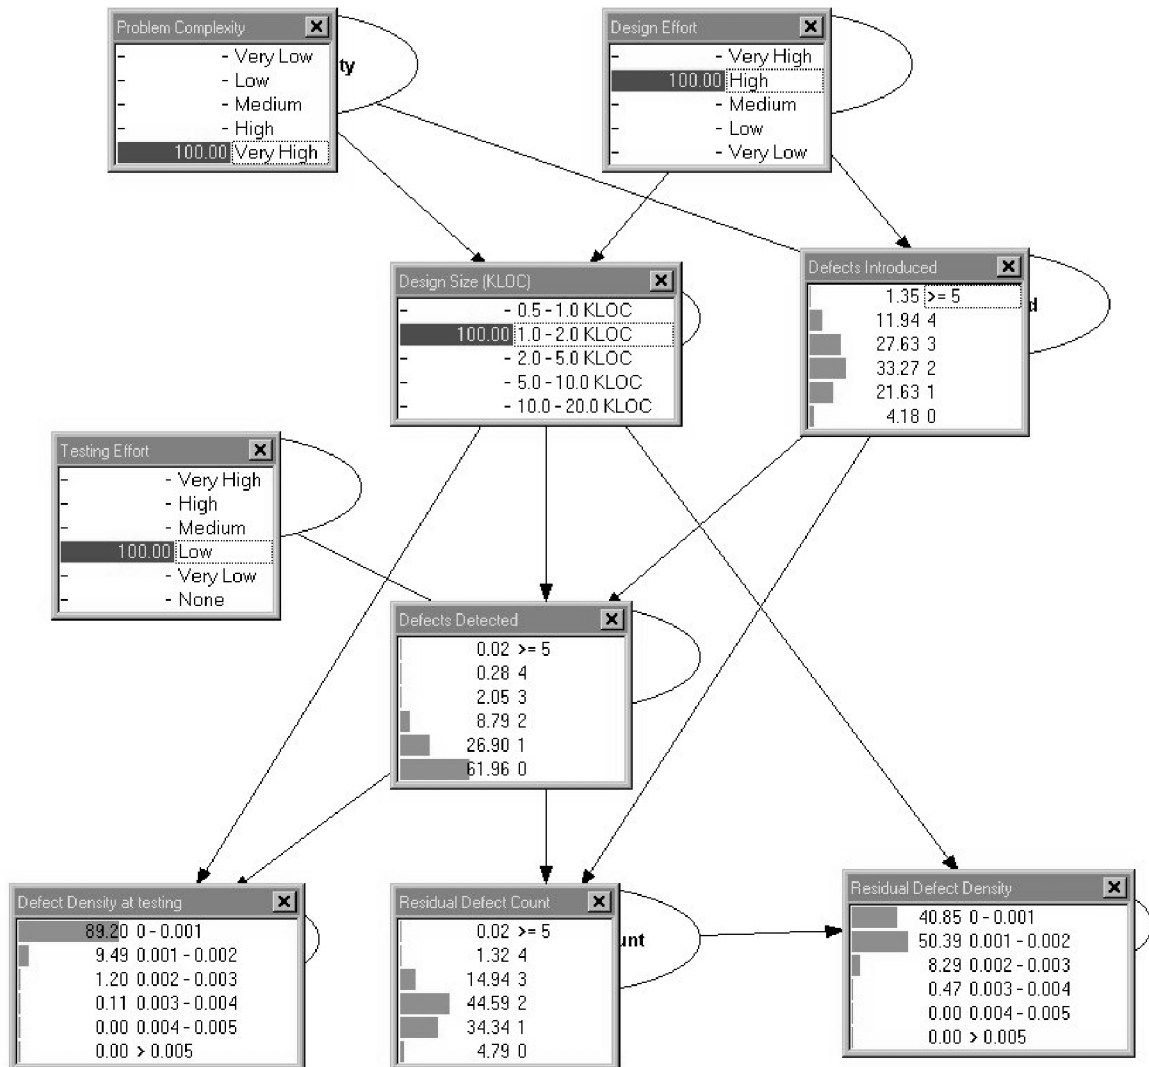 Problem Complexity
- - Very Low
- - Low
- - Medium
- - High
100.00 Very High
ty
Design Effort
- - Very High
100.00 High
- - Medium
- - Low
- - Very Low
Design Size (KLOC)
- - 0.5 - 1.0 KLOC
100.00 1.0 - 2.0 KLOC
- - 2.0 - 5.0 KLOC
- - 5.0 - 10.0 KLOC
- - 10.0 - 20.0 KLOC
Defects Introduced
1.35 >= 5
11.94 4
27.63 3
33.27 2
21.63 1
4.18 0
d
Testing Effort
- - Very High
- - High
- - Medium
100.00 Low
- - Very Low
- - None
Defects Detected
0.02 >= 5
0.28 4
2.05 3
8.79 2
26.90 1
61.96 0
Defect Density at testing
89.20 0 - 0.001
9.49 0.001 - 0.002
1.20 0.002 - 0.003
0.11 0.003 - 0.004
0.00 0.004 - 0.005
0.00 > 0.005
Residual Defect Count
0.02 >= 5
1.32 4
14.94 3
44.59 2
34.34 1
4.79 0
unt
Residual Defect Density
40.85 0 - 0.001
50.39 0.001 - 0.002
8.29 0.002 - 0.003
0.47 0.003 - 0.004
0.00 0.004 - 0.005
0.00 > 0.005